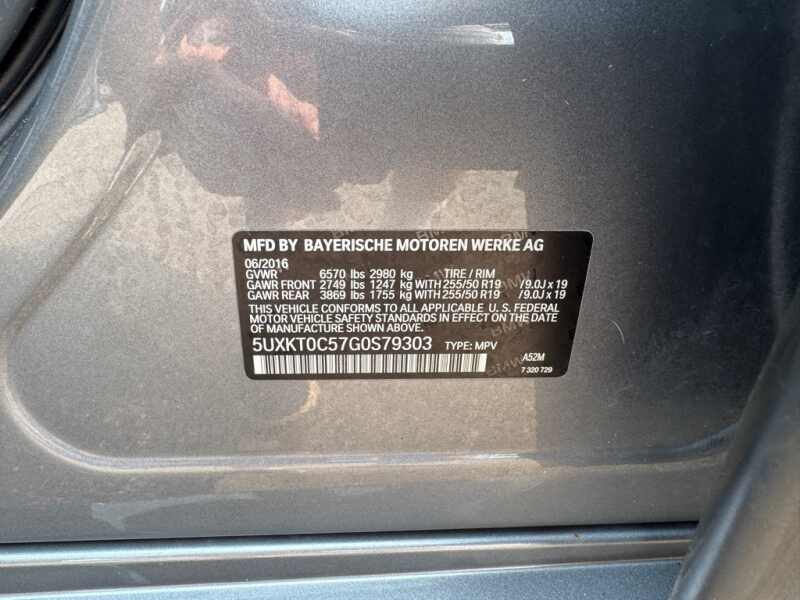 MFD BY BAYERISCHE MOTOREN WERKE AG
06/2016
GVWR 6570 lbs 2980 kg TIRE / RIM
GAWR FRONT 2749 lbs 1247 kg WITH 255/50 R19 /9.0J x 19
GAWR REAR 3869 lbs 1755 kg WITH 255/50 R19 /9.0J x 19
THIS VEHICLE CONFORMS TO ALL APPLICABLE U. S. FEDERAL
MOTOR VEHICLE SAFETY STANDARDS IN EFFECT ON THE DATE
OF MANUFACTURE SHOWN ABOVE.
5UXKT0C57G0S79303 TYPE: MPV A52M
7 320 729